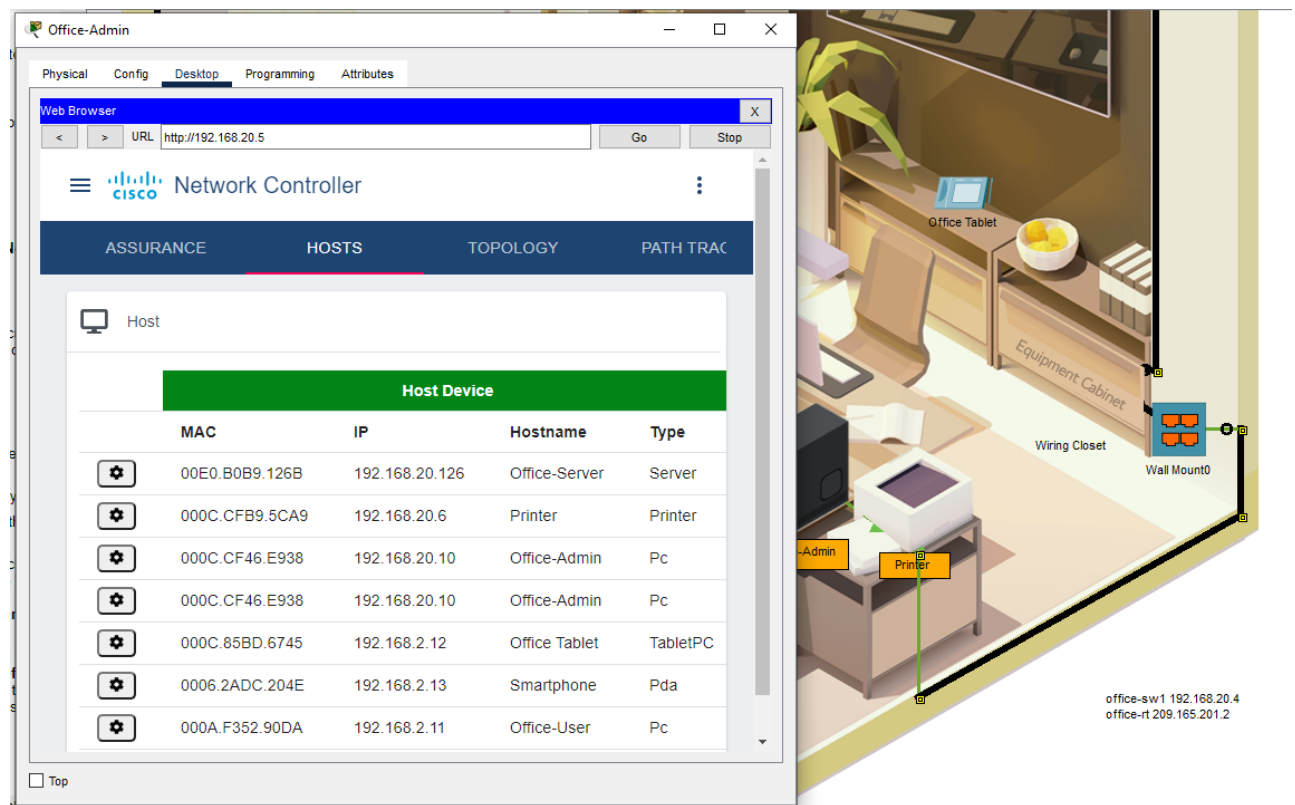 Office-Admin
Physical Config Desktop Programming Attributes
Web Browser X
< > URL http://192.168.20.5 Go Stop
CISCO Network Controller
ASSURANCE HOSTS TOPOLOGY PATH TRAC
Host
Host Device
MAC IP Hostname Type
00E0.B0B9.126B 192.168.20.126 Office-Server Server
000C.CFB9.5CA9 192.168.20.6 Printer Printer
000C.CF46.E938 192.168.20.10 Office-Admin Pc
000C.CF46.E938 192.168.20.10 Office-Admin Pc
000C.85BD.6745 192.168.2.12 Office Tablet TabletPC
0006.2ADC.204E 192.168.2.13 Smartphone Pda
000A.F352.90DA 192.168.2.11 Office-User Pc
Top
Office Tablet
Equipment Cabinet
Wiring Closet
Wall Mount0
-Admin
Printer
office-sw1 192.168.20.4
office-rt 209.165.201.2